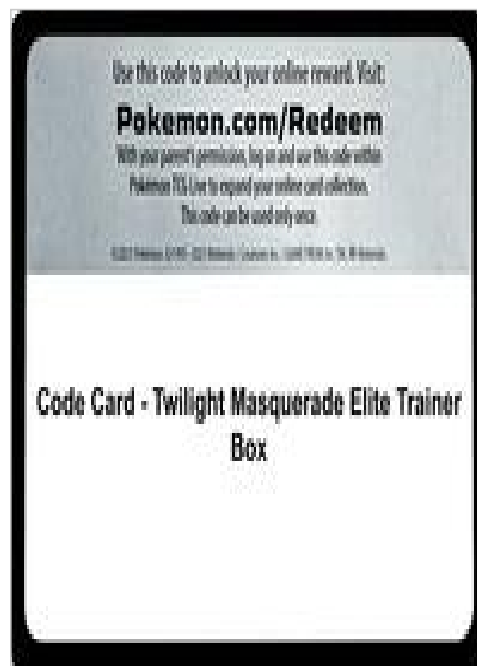 Use this code to unlock your online reward. Visit:
Pokemon.com/Redeem
With your parent's permission, log on and use this code within
Pokémon TCG Live to expand your online card collection.
This code can be used only once.
Code Card - Twilight Masquerade Elite Trainer
Box